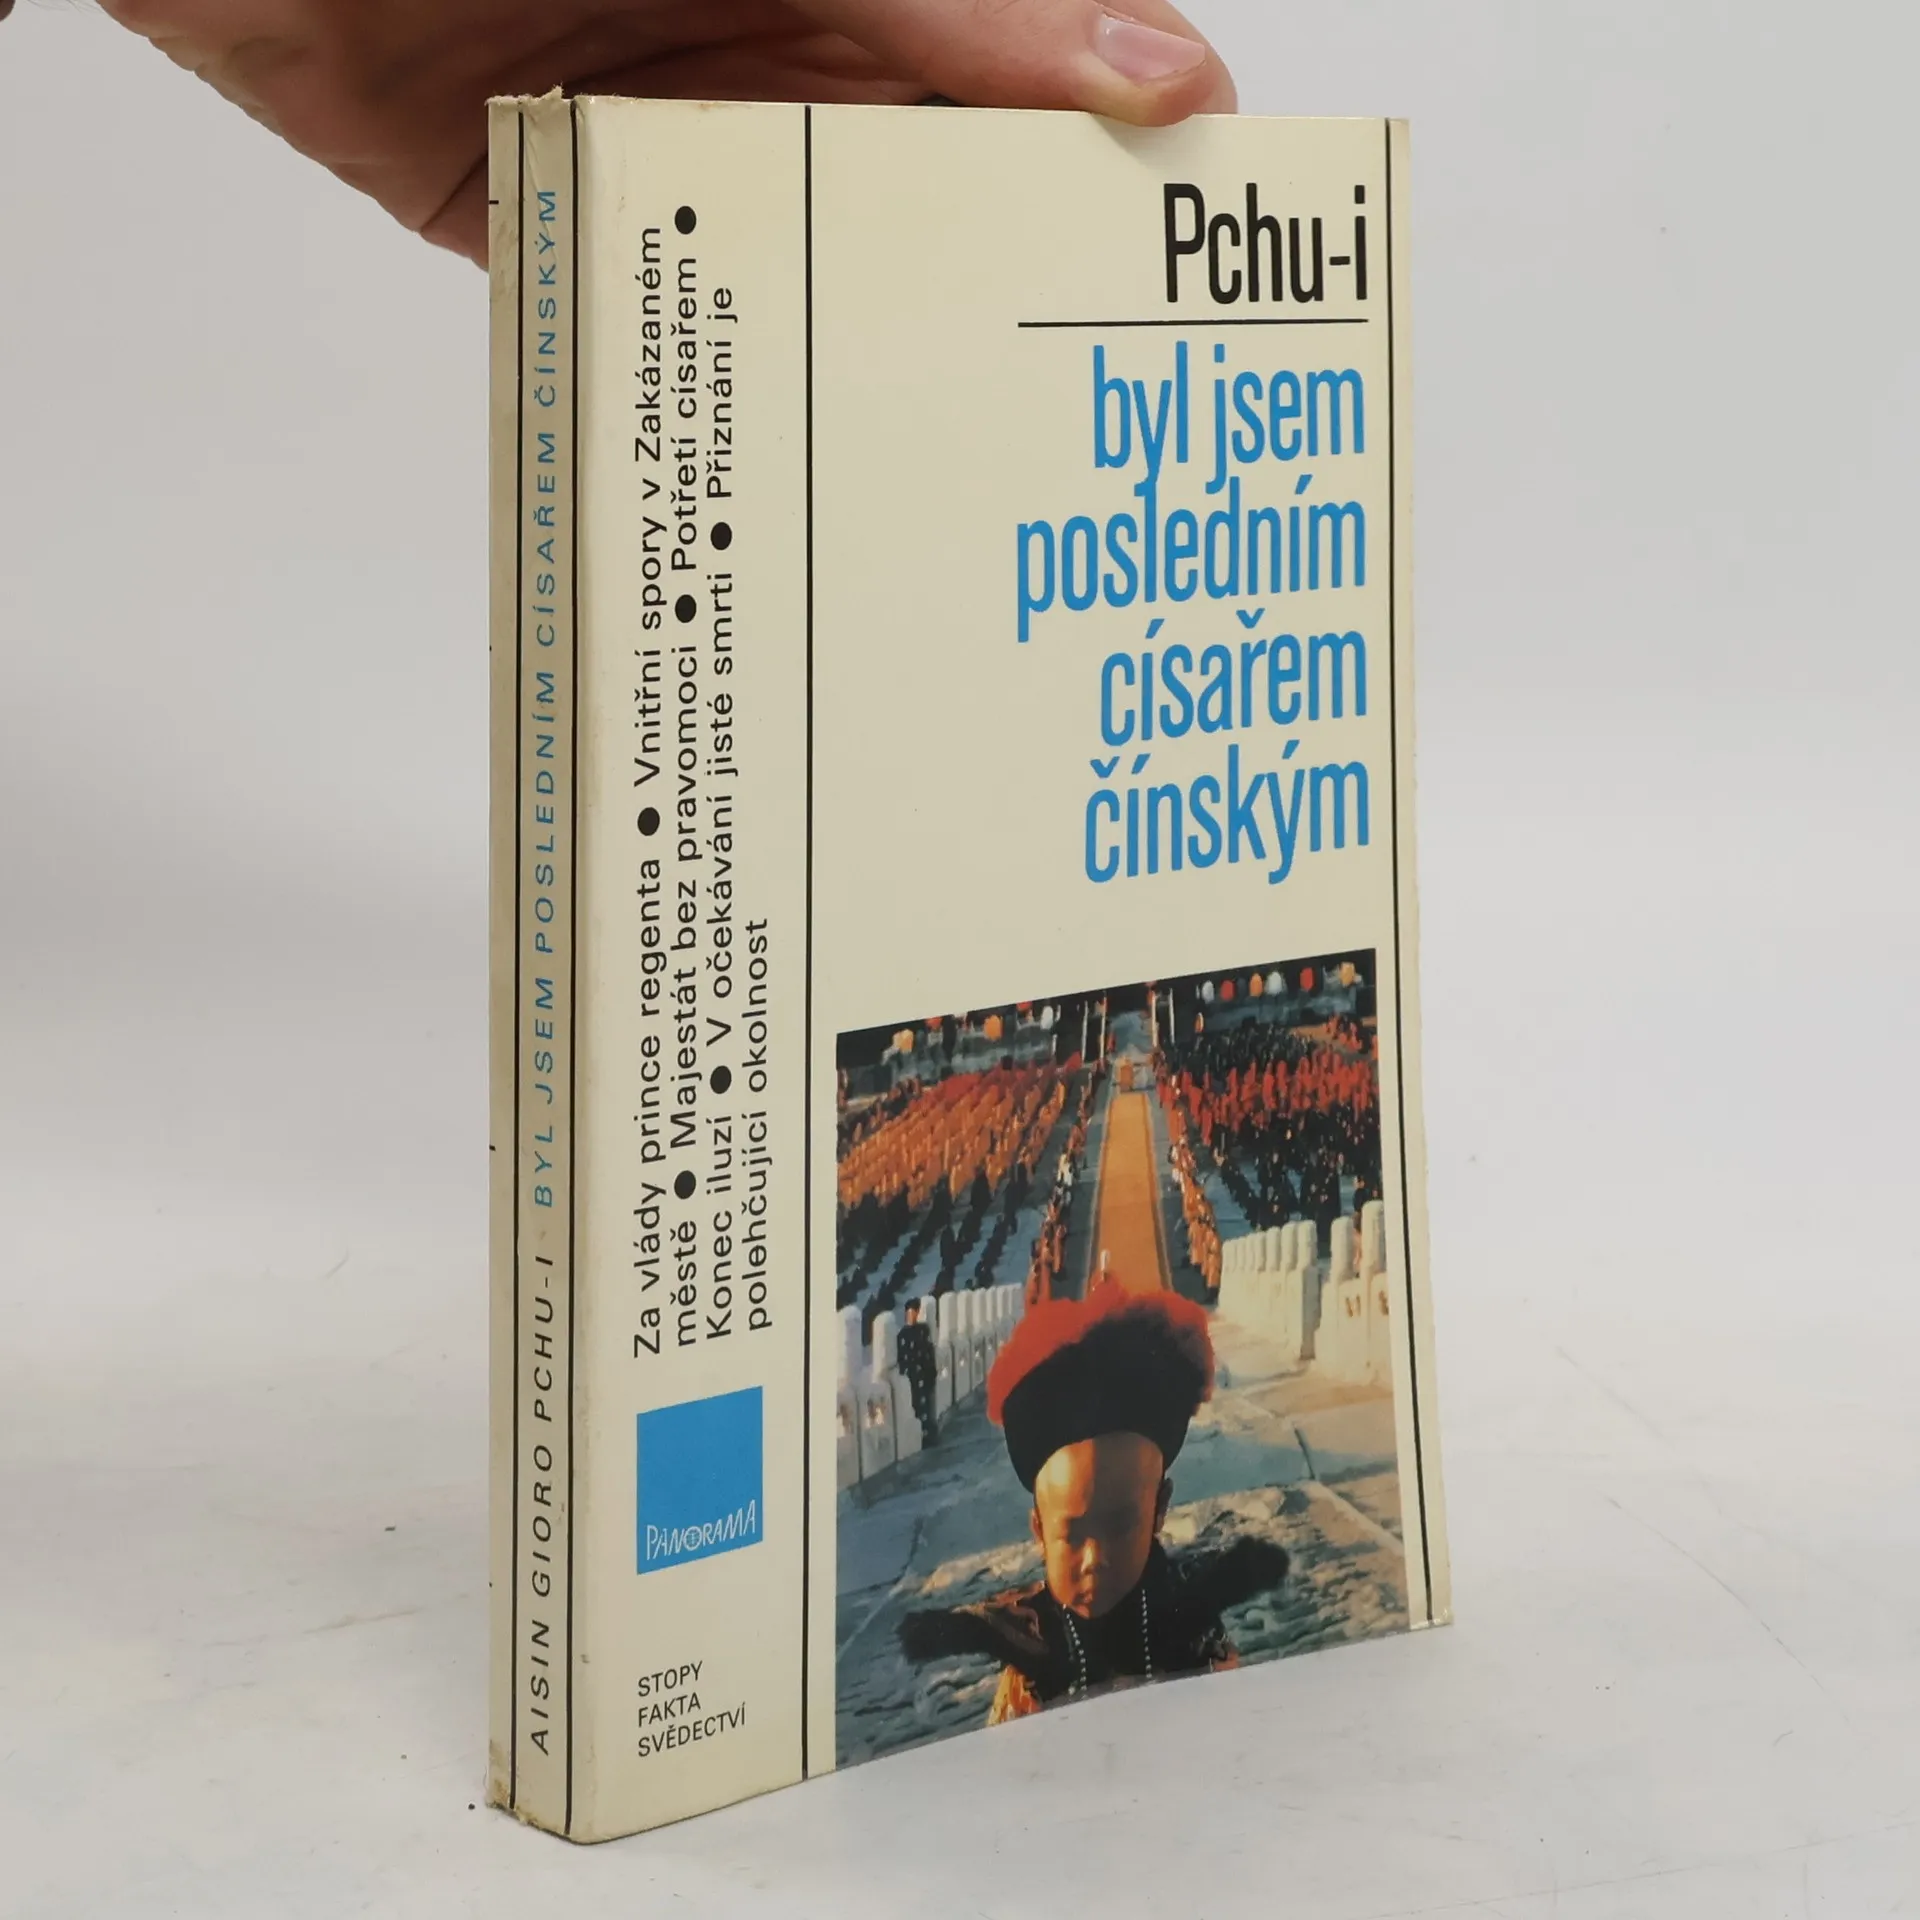 AISIN GIORO PCHU-I BYL JSEM POSLEDNÍM CÍSAŘEM ČÍNSKÝM
Za vlády prince regenta ● Vnitřní spory v Zakázaném
městě ● Majestát bez pravomoci ● Potřetí císařem ●
Konec iluzí ● V očekávání jisté smrti ● Přiznání je
polehčující okolnost
PANORAMA
STOPY
FAKTA
SVĚDECTVÍ
Pchu-i
byl jsem
posledním
císařem
čínským